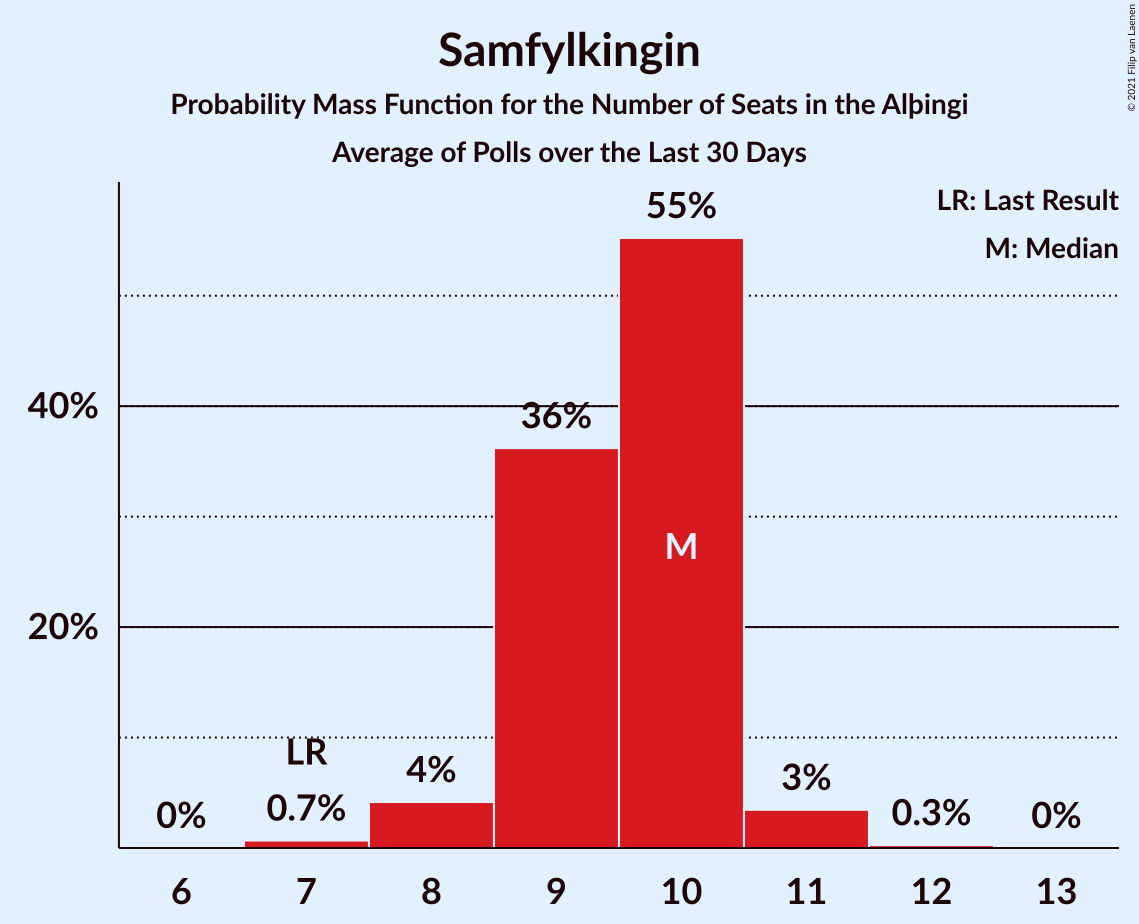 Samfylkingin
Probability Mass Function for the Number of Seats in the Alþingi
Average of Polls over the Last 30 Days
© 2021 Filip van Laenen
LR: Last Result
M: Median
55%
40%
36%
M
20%
LR
4%
3%
0%
0.7%
0.3%
0%
6 7 8 9 10 11 12 13